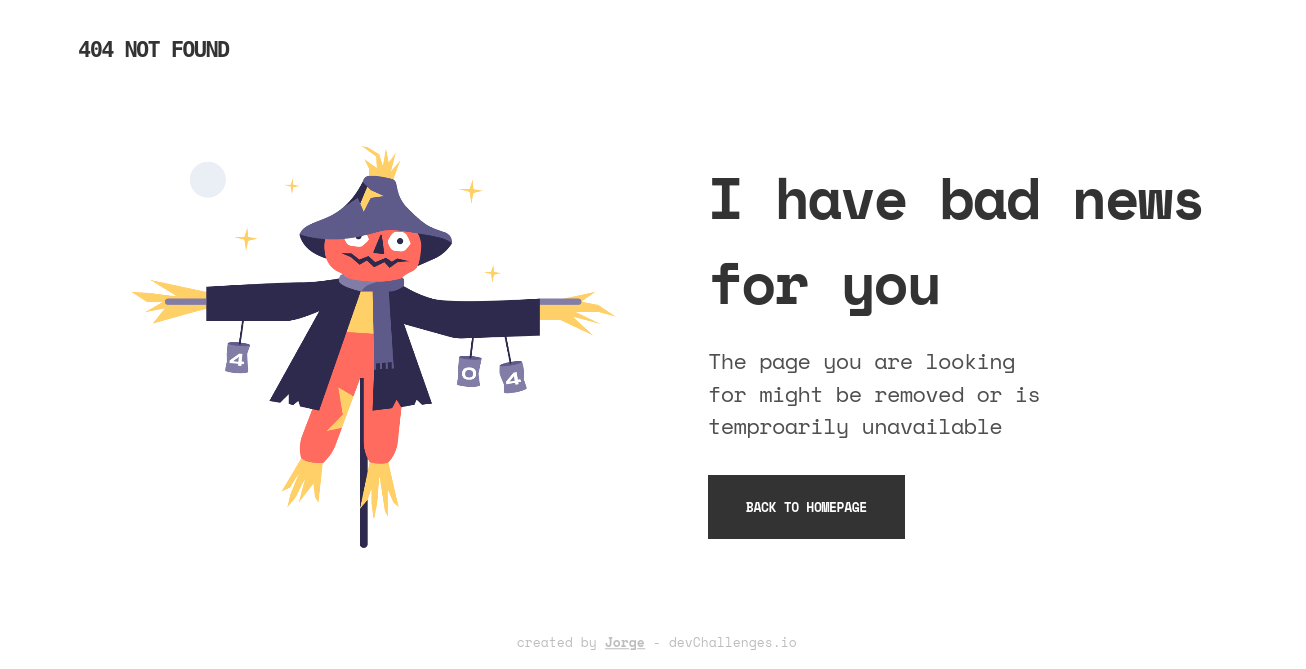 404 NOT FOUND
I have bad news
for you
4
0
4
The page you are looking
for might be removed or is
temproarily unavailable
BACK TO HOMEPAGE
created by Jorge - devChallenges.io